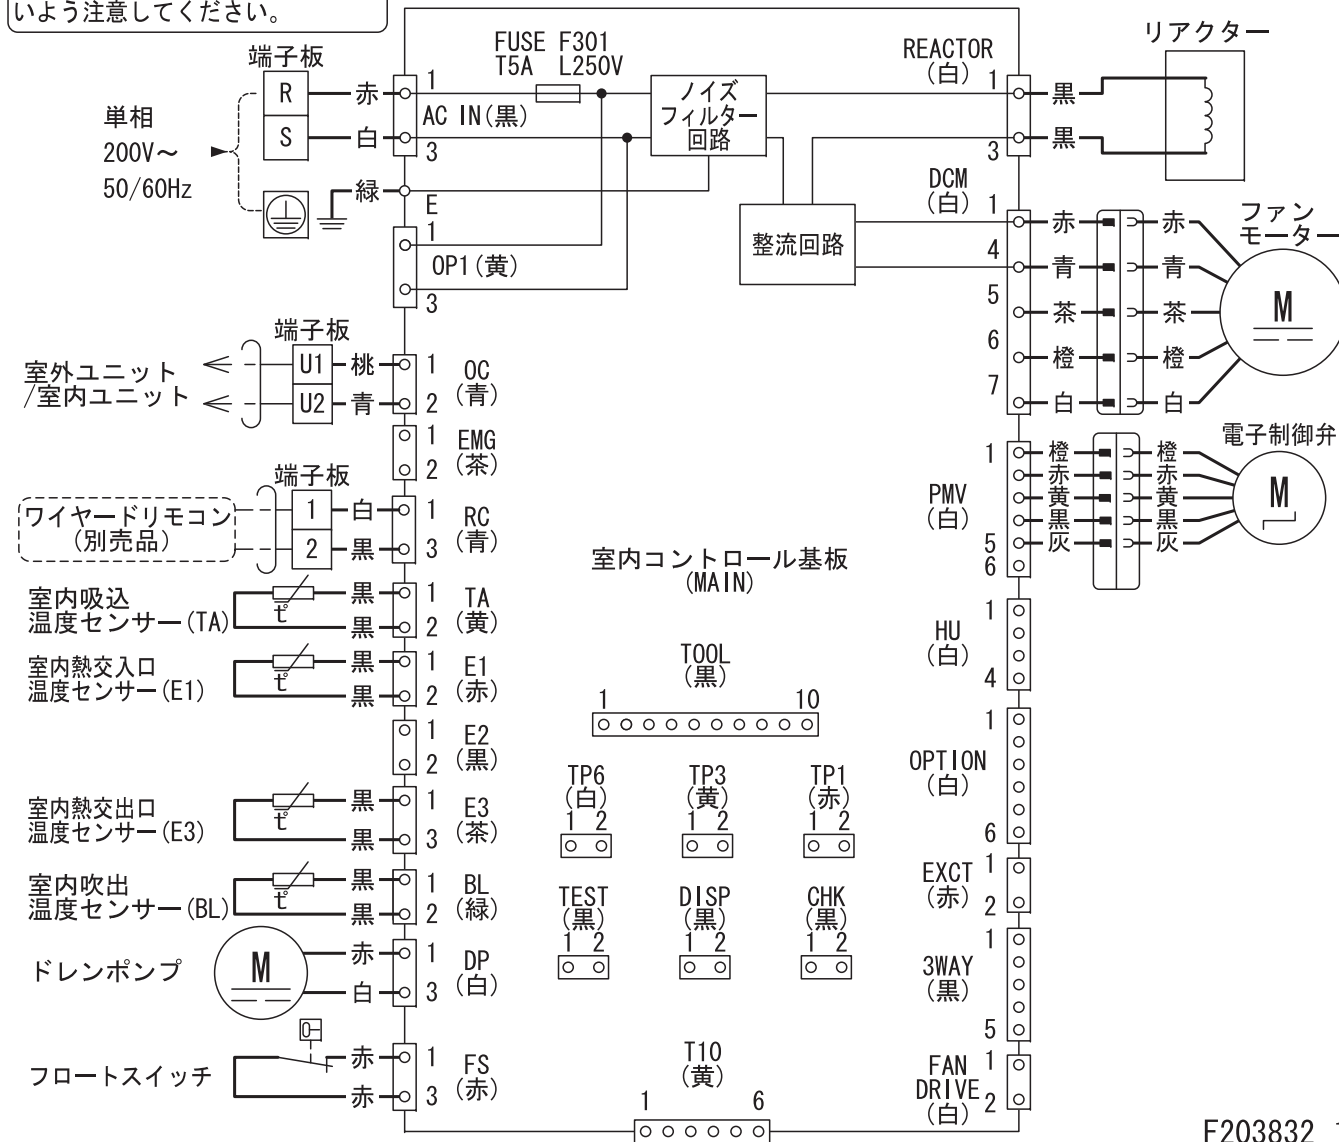 いよう注意してください。
端子板
R
S
赤
白
緑
単相
200V～
50/60Hz
1
AC IN(黒)
3
E
1
OP1(黄)
3
FUSE F301
T5A L250V
ノイズ
フィルター
回路
整流回路
REACTOR
(白)
1
3
黒
黒
リアクター
DCM
(白)
1
4
5
6
7
赤 赤
青 青
茶 茶
橙 橙
白 白
ファン
モーター
M
端子板
室外ユニット
/室内ユニット
U1 桃 1
U2 青 2
OC
(青)
1
2
EMG
(茶)
端子板
ワイヤードリモコン
(別売品)
1 白 1
2 黒 3
RC
(青)
室内吸込
温度センサー(TA)
t°
黒 1
黒 2
TA
(黄)
室内熱交入口
温度センサー(E1)
t°
黒 1
黒 2
E1
(赤)
1
2
E2
(黒)
室内熱交出口
温度センサー(E3)
t°
黒 1
黒 3
E3
(茶)
室内吹出
温度センサー(BL)
t°
黒 1
黒 2
BL
(緑)
ドレンポンプ
M
赤 1
白 3
DP
(白)
フロートスイッチ
赤 1
赤 3
FS
(赤)
室内コントロール基板
(MAIN)
TOOL
(黒)
1 10
TP6 TP3 TP1
(白) (黄) (赤)
1 2 1 2 1 2
TEST DISP CHK
(黒) (黒) (黒)
1 2 1 2 1 2
T10
(黄)
1 6
電子制御弁
PMV
(白)
1
5
6
橙 橙
赤 赤
黄 黄
黒 黒
灰 灰
M
HU
(白)
1
4
OPTION
(白)
1
6
EXCT
(赤)
1
2
3WAY
(黒)
1
5
FAN
DRIVE
(白)
1
2
F203832